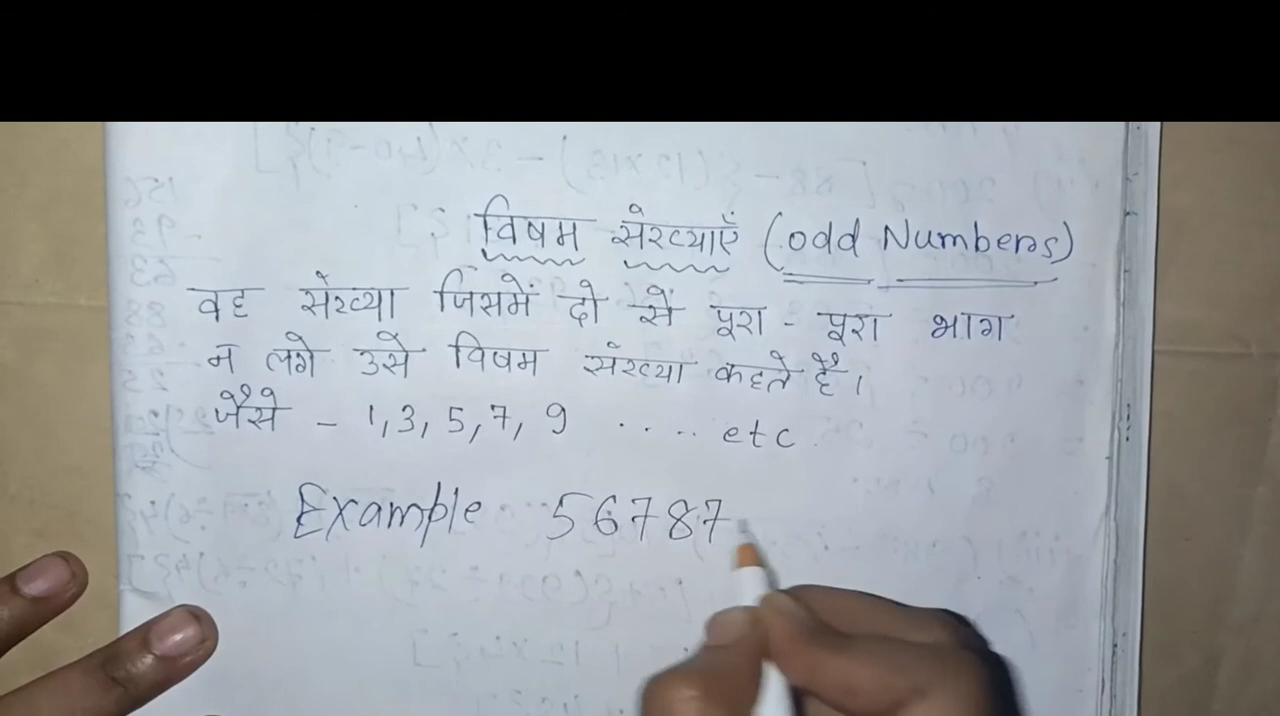 विषम संख्याएँ (odd Numbers)
वह संख्या जिसमें दो सें पूरा - पूरा भाग
न लगे उसे विषम संख्या कहते है।
जैसे - 1, 3, 5, 7, 9 ..... etc
Example 56787